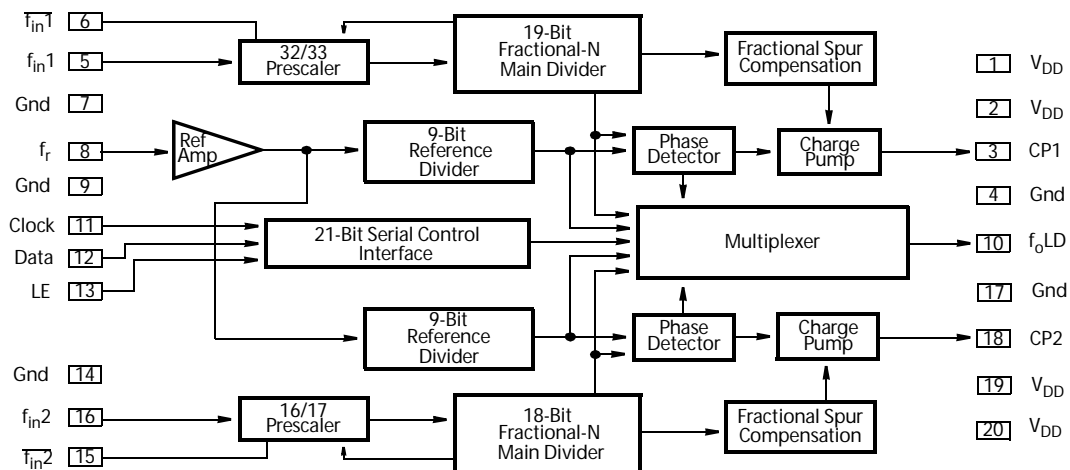 f̅i̅n̅1 6
fin1 5
Gnd 7
fr 8
Gnd 9
Clock 11
Data 12
LE 13
Gnd 14
fin2 16
f̅i̅n̅2 15
32/33
Prescaler
19-Bit
Fractional-N
Main Divider
Fractional Spur
Compensation
Ref
Amp
9-Bit
Reference
Divider
Phase
Detector
Charge
Pump
21-Bit Serial Control
Interface
Multiplexer
9-Bit
Reference
Divider
Phase
Detector
Charge
Pump
16/17
Prescaler
18-Bit
Fractional-N
Main Divider
Fractional Spur
Compensation
1 VDD
2 VDD
3 CP1
4 Gnd
10 foLD
17 Gnd
18 CP2
19 VDD
20 VDD